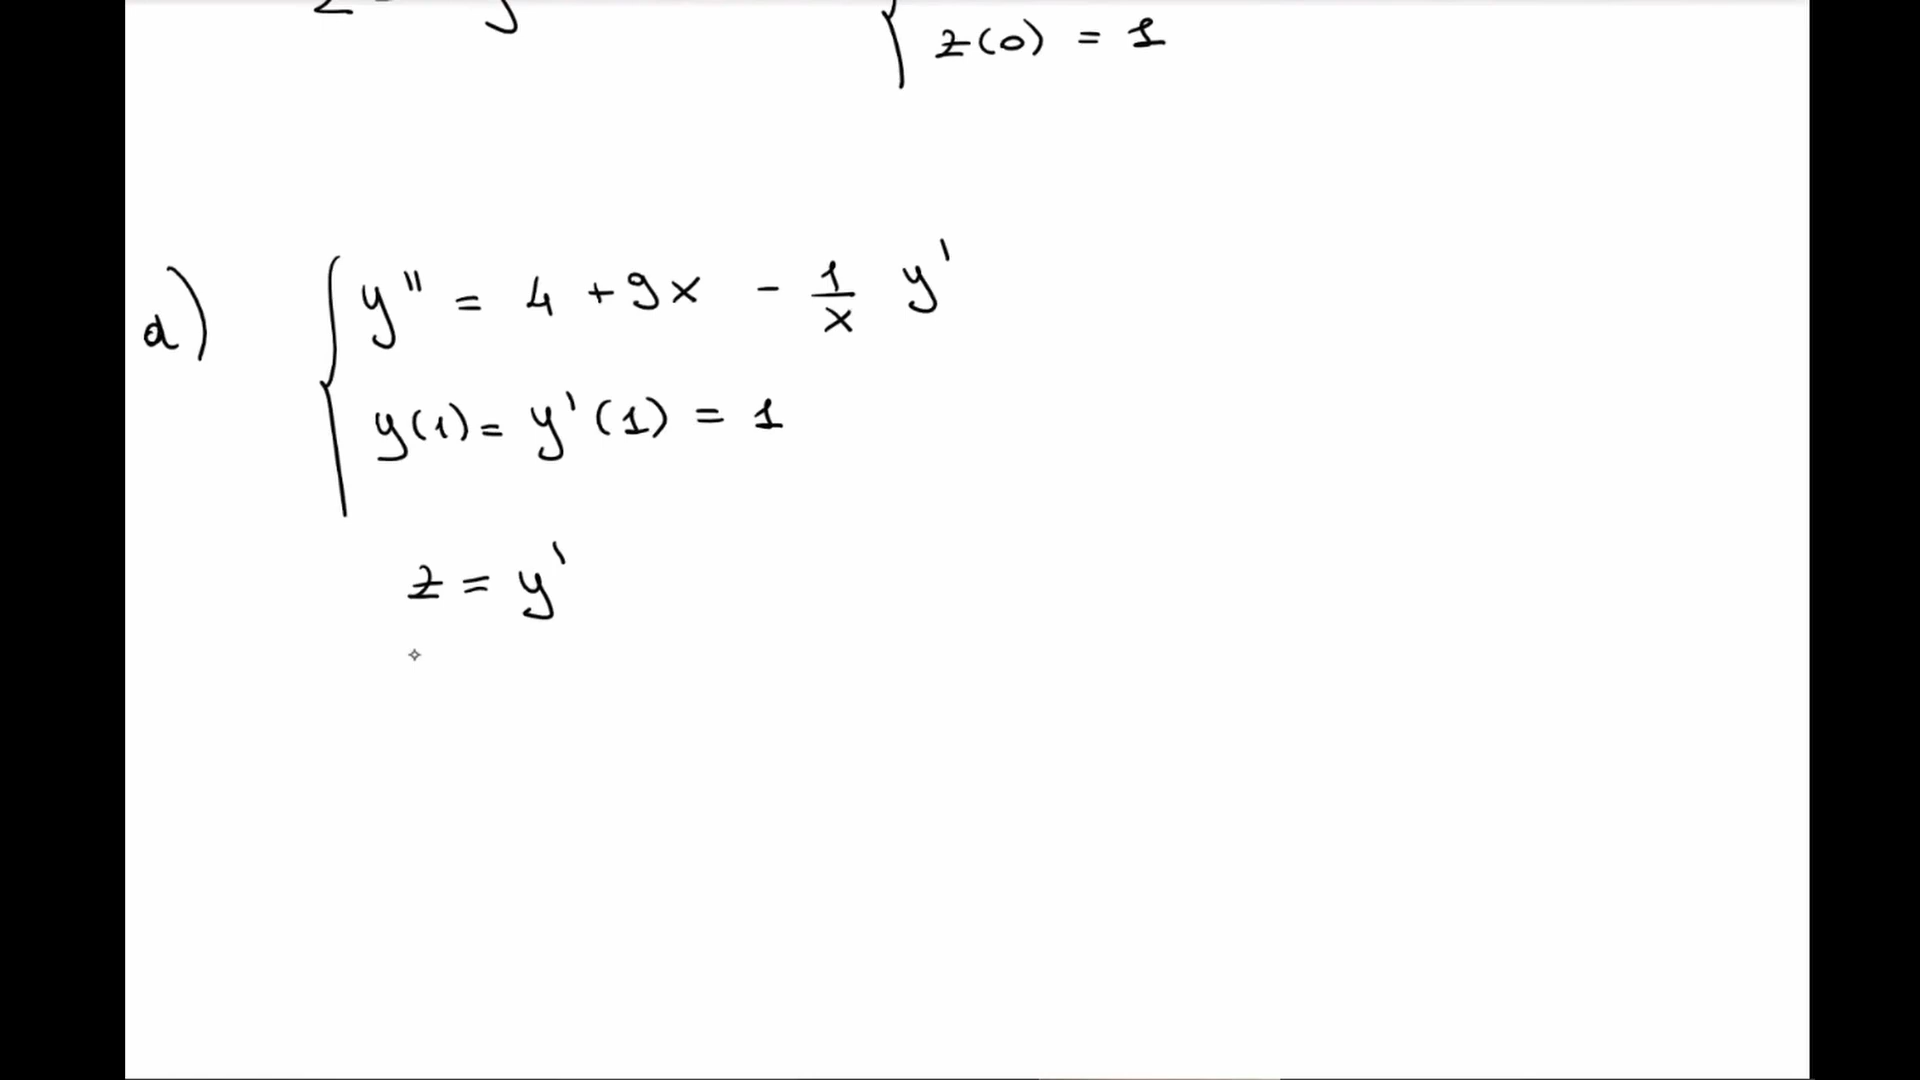 z(0) = 1
a) y'' = 4 + 9x - 1/x y'
y(1) = y'(1) = 1
z = y'